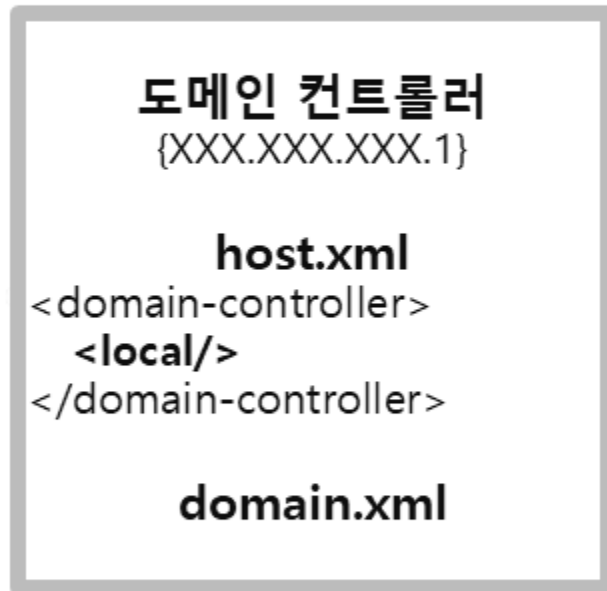 도메인 컨트롤러
{XXX.XXX.XXX.1}
host.xml
<domain-controller>
<local/>
</domain-controller>
domain.xml